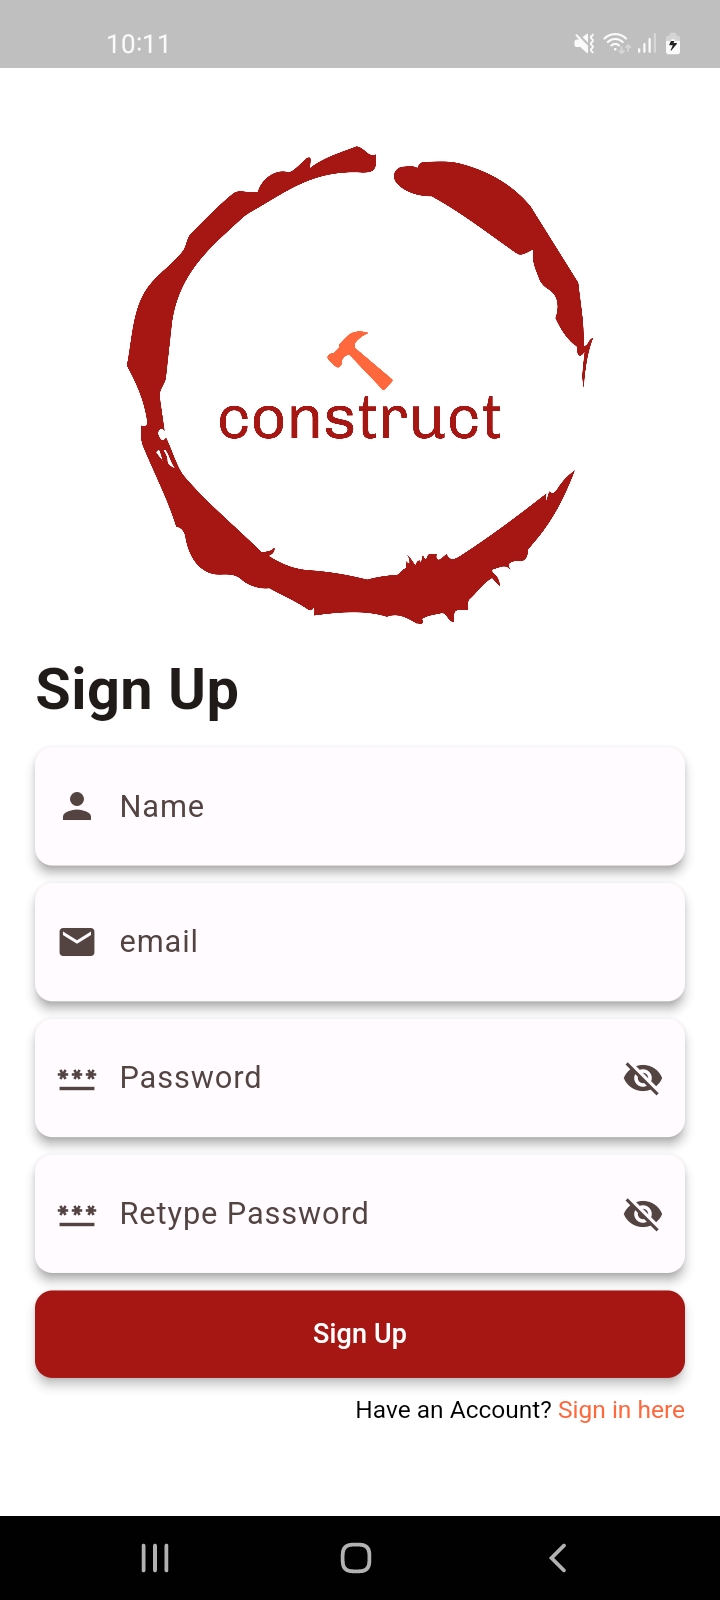 10:11
construct
Sign Up
Name
email
*** Password
*** Retype Password
Sign Up
Have an Account? Sign in here